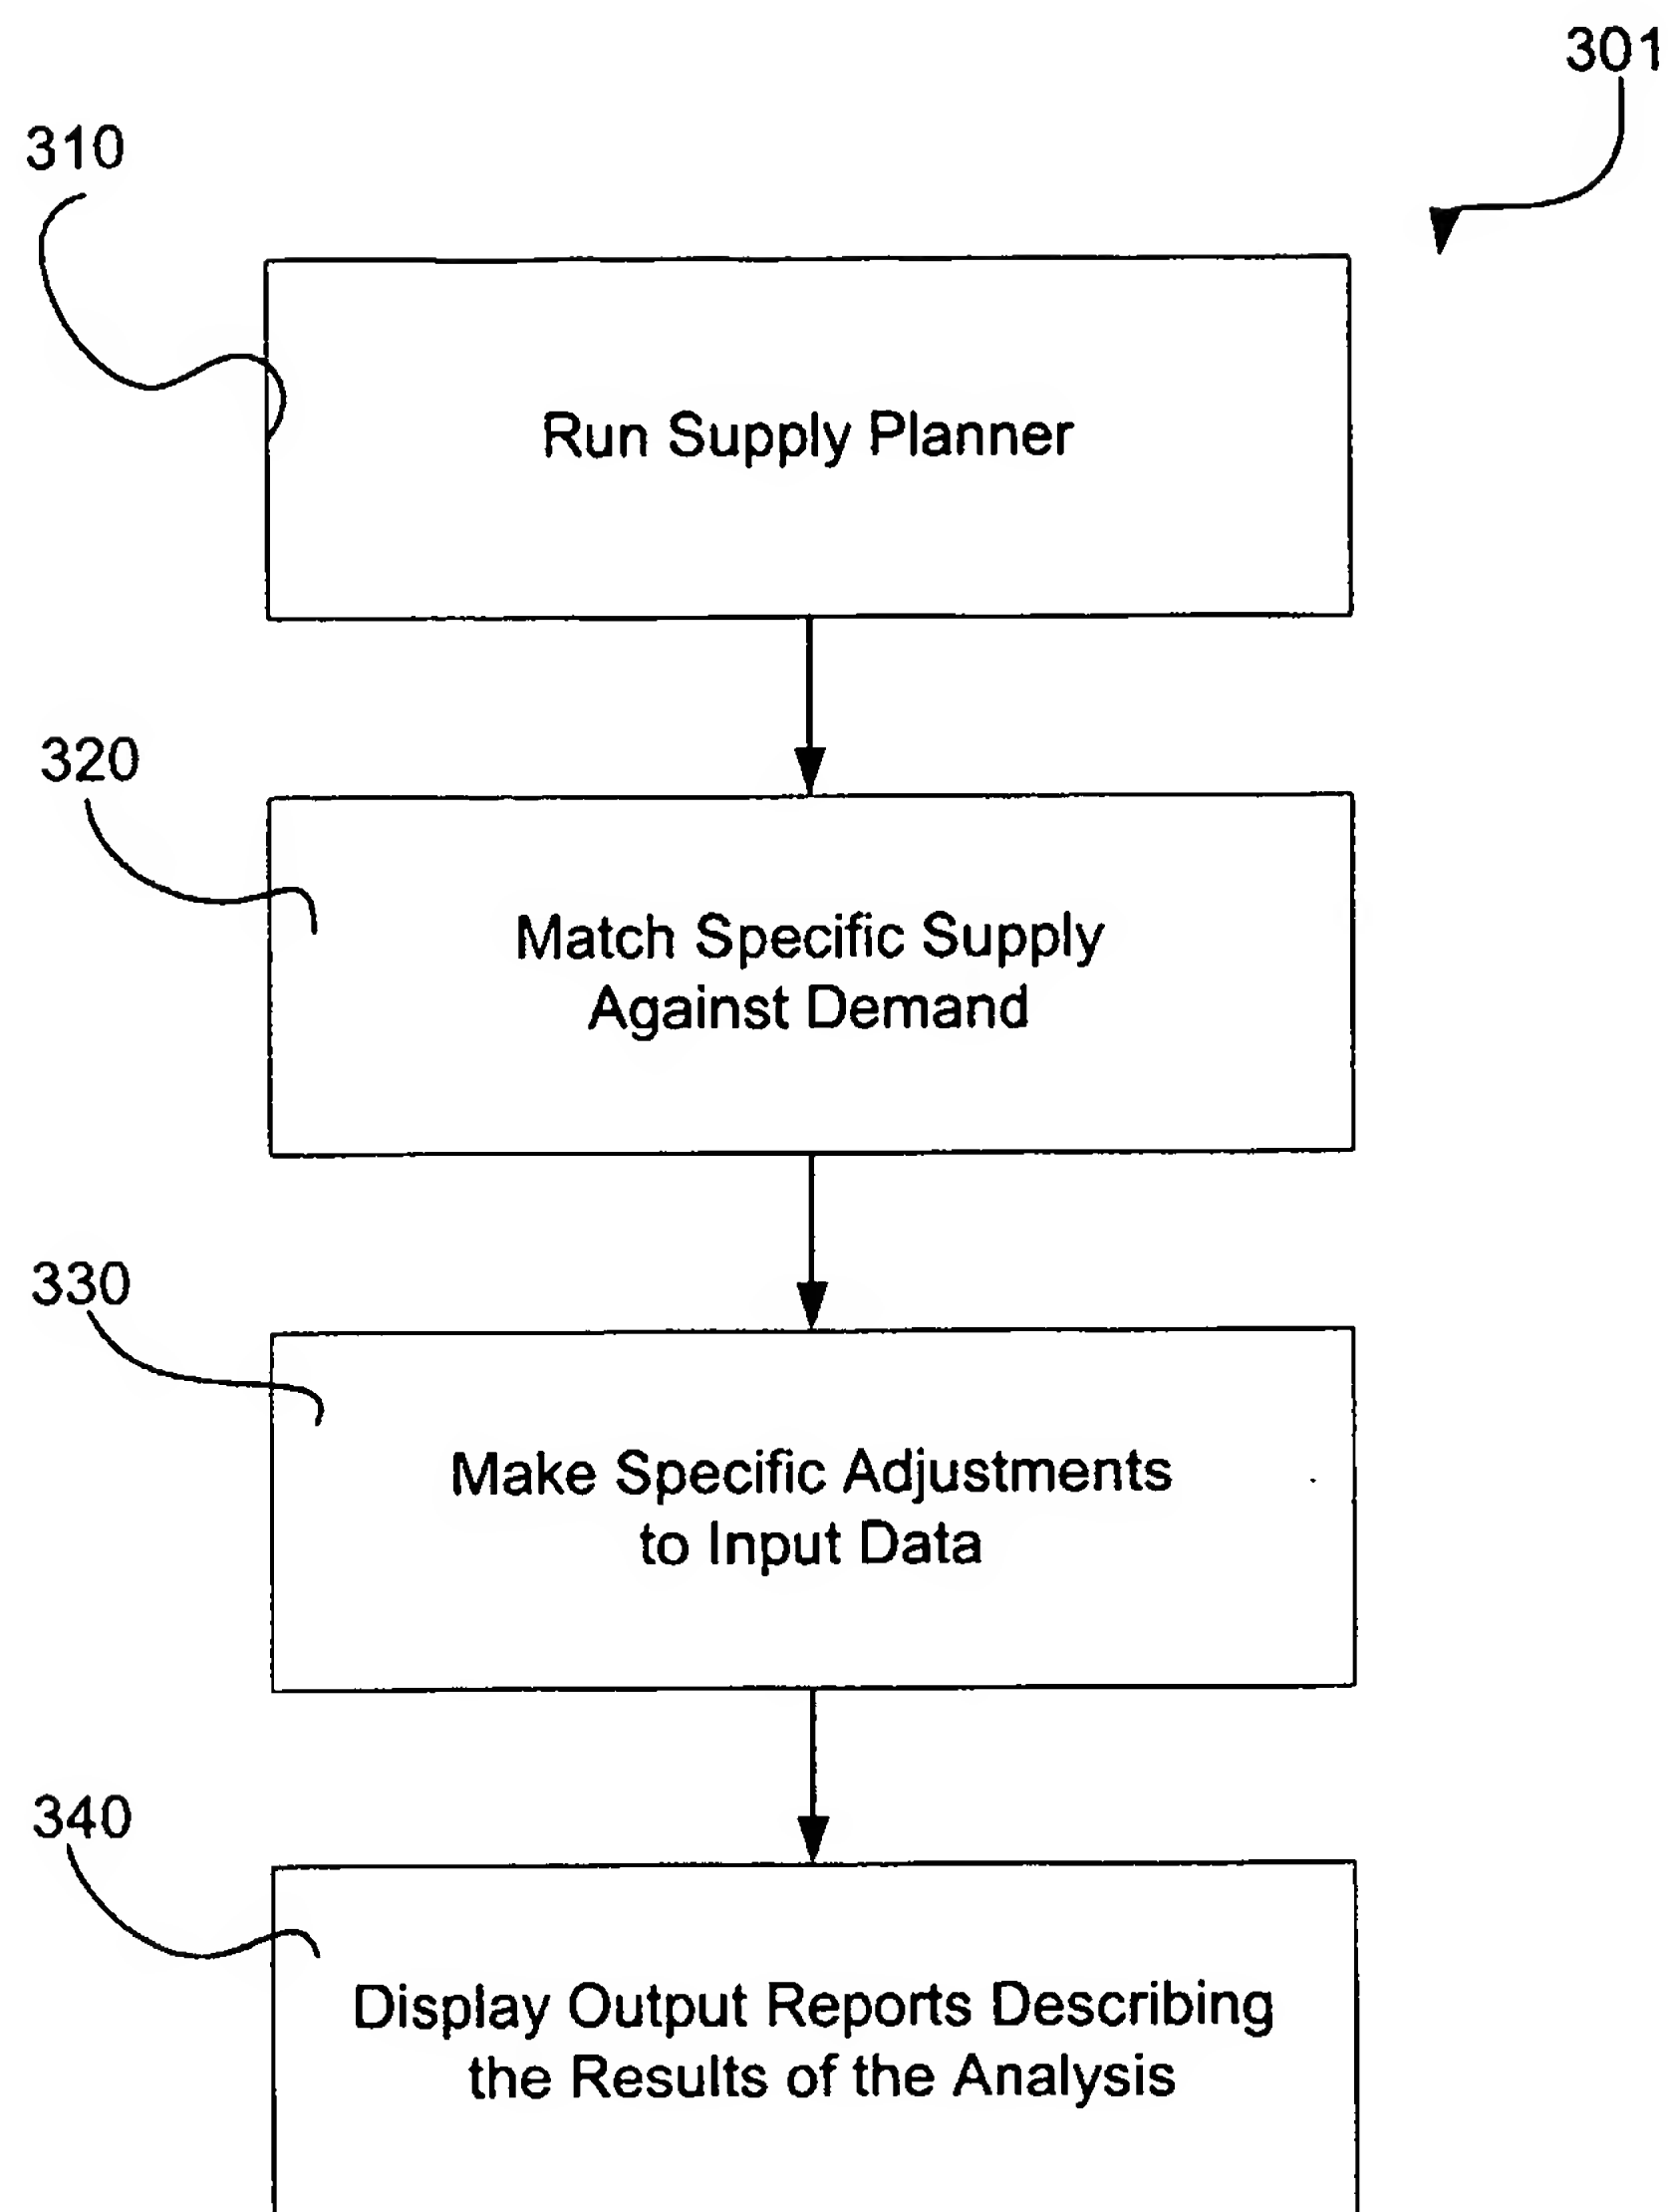 301
310
Run Supply Planner
320
Match Specific Supply
Against Demand
330
Make Specific Adjustments
to Input Data
340
Display Output Reports Describing
the Results of the Analysis